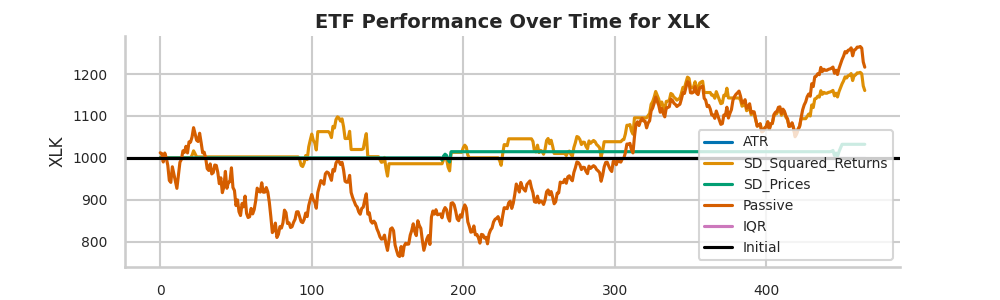 ETF Performance Over Time for XLK
XLK
1200
1100
1000
900
800
0
100
200
300
400
ATR
SD_Squared_Returns
SD_Prices
Passive
IQR
Initial